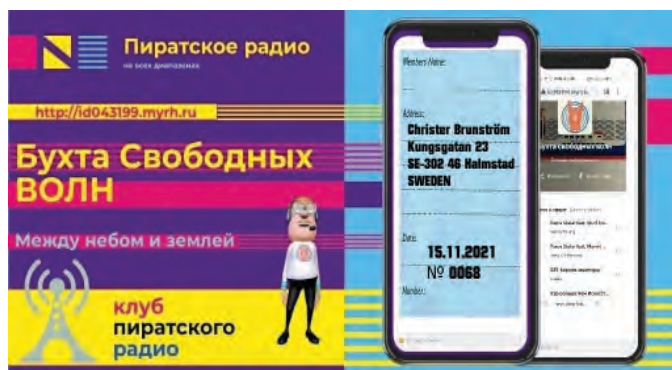 Пиратское радио
на всех диапазонах
http://id043199.myrh.ru
Бухта Свободных
ВОЛН
Между небом и землей
клуб
пиратского
радио
Members Name:
Address:
Christer Brunström
Kungsgatan 23
SE-302 46 Halmstad
SWEDEN
Date:
15.11.2021
№ 0068
Member:
БУХТА СВОБОДНЫХ ВОЛН